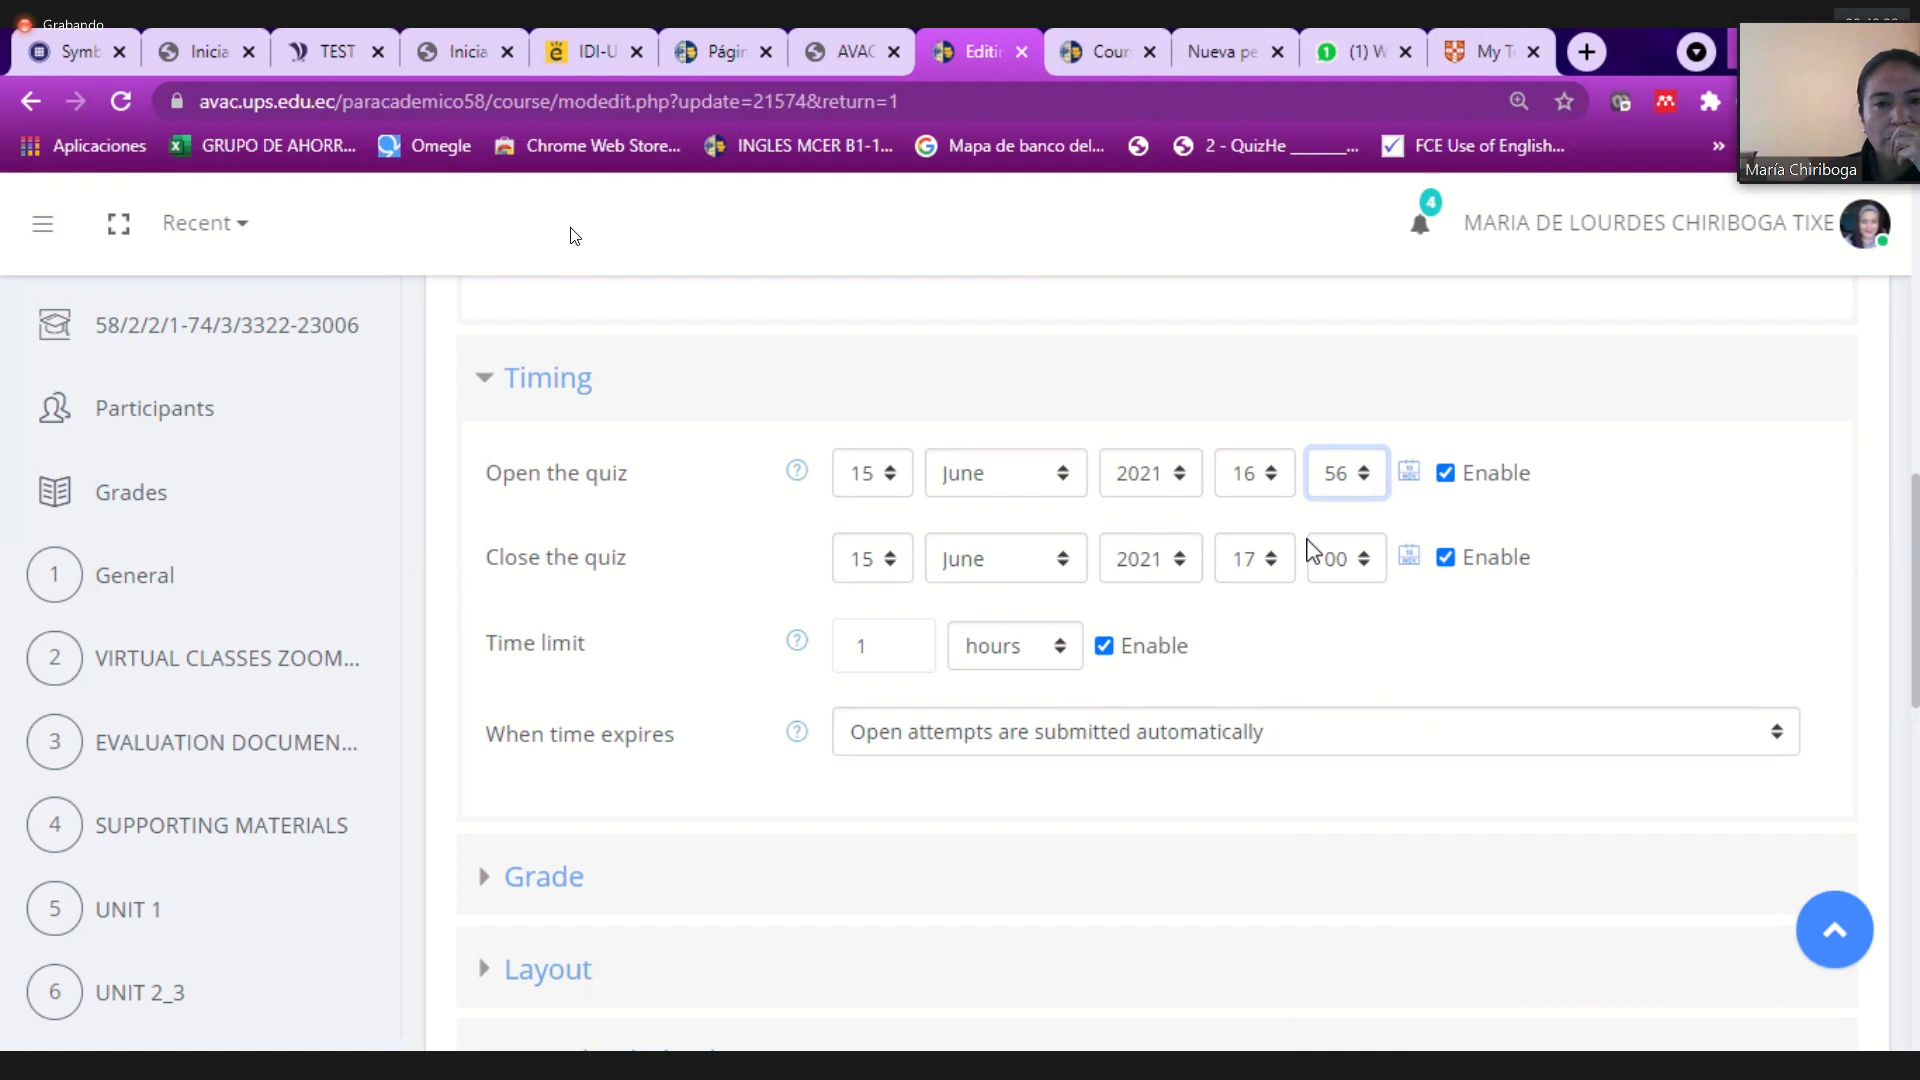 Grabando
Symb
Inicia
TEST
Inicia
IDI-U
Págin
AVAC
Editin
Cour
Nueva pe
(1) W
My T
avac.ups.edu.ec/paracademico58/course/modedit.php?update=21574&return=1
Aplicaciones
GRUPO DE AHORR...
Omegle
Chrome Web Store...
INGLES MCER B1-1...
Mapa de banco del...
2 - QuizHe _______...
FCE Use of English...
»
María Chiriboga
Recent
4
MARIA DE LOURDES CHIRIBOGA TIXE
58/2/2/1-74/3/3322-23006
Participants
Grades
1 General
2 VIRTUAL CLASSES ZOOM...
3 EVALUATION DOCUMEN...
4 SUPPORTING MATERIALS
5 UNIT 1
6 UNIT 2_3
Timing
Open the quiz 15 June 2021 16 56 Enable
Close the quiz 15 June 2021 17 00 Enable
Time limit 1 hours Enable
When time expires Open attempts are submitted automatically
Grade
Layout